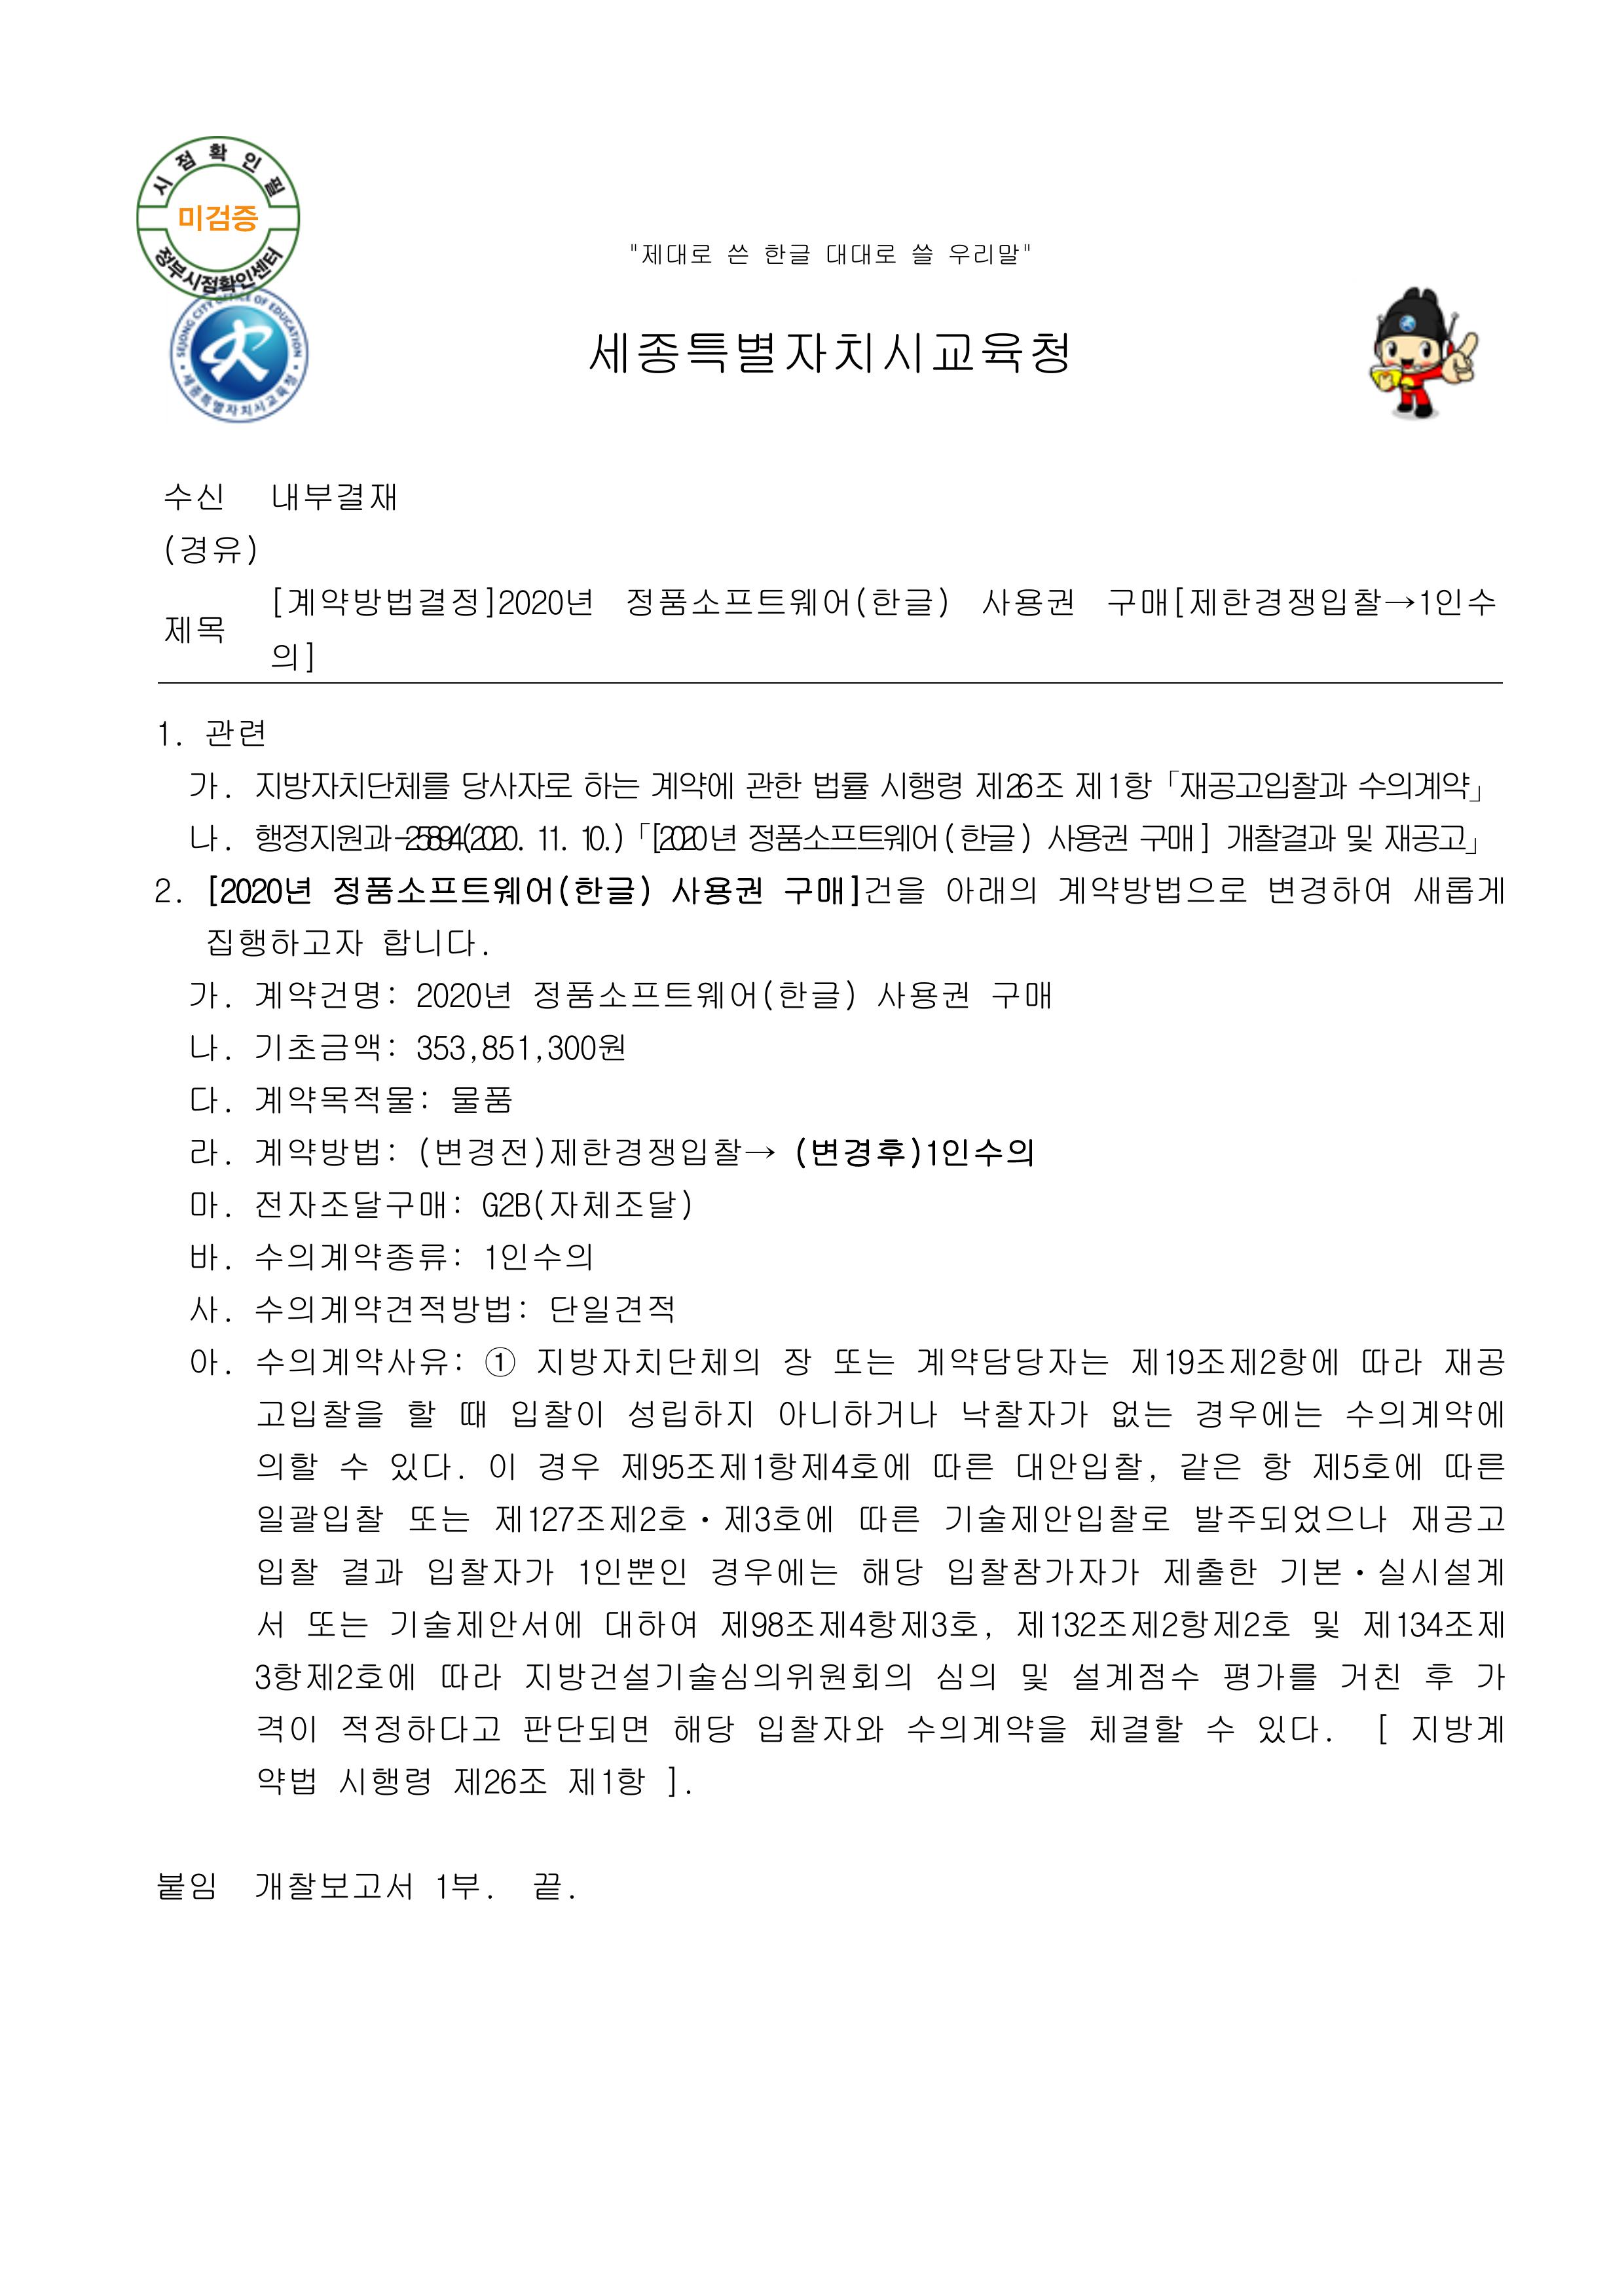 시점확인필
미검증
정부시점확인센터
"제대로 쓴 한글 대대로 쓸 우리말"
SEJONG CITY OFFICE OF EDUCATION
세종특별자치시교육청
세종특별자치시교육청
수신 내부결재
(경유)
제목 [계약방법결정]2020년 정품소프트웨어(한글) 사용권 구매[제한경쟁입찰→1인수
의]
1. 관련
가. 지방자치단체를 당사자로 하는 계약에 관한 법률 시행령 제26조 제1항「재공고입찰과 수의계약」
나. 행정지원과-25894(2020. 11. 10.)「[2020년 정품소프트웨어(한글) 사용권 구매] 개찰결과 및 재공고」
2. [2020년 정품소프트웨어(한글) 사용권 구매]건을 아래의 계약방법으로 변경하여 새롭게
집행하고자 합니다.
가. 계약건명: 2020년 정품소프트웨어(한글) 사용권 구매
나. 기초금액: 353,851,300원
다. 계약목적물: 물품
라. 계약방법: (변경전)제한경쟁입찰→ (변경후)1인수의
마. 전자조달구매: G2B(자체조달)
바. 수의계약종류: 1인수의
사. 수의계약견적방법: 단일견적
아. 수의계약사유: ① 지방자치단체의 장 또는 계약담당자는 제19조제2항에 따라 재공
고입찰을 할 때 입찰이 성립하지 아니하거나 낙찰자가 없는 경우에는 수의계약에
의할 수 있다. 이 경우 제95조제1항제4호에 따른 대안입찰, 같은 항 제5호에 따른
일괄입찰 또는 제127조제2호·제3호에 따른 기술제안입찰로 발주되었으나 재공고
입찰 결과 입찰자가 1인뿐인 경우에는 해당 입찰참가자가 제출한 기본·실시설계
서 또는 기술제안서에 대하여 제98조제4항제3호, 제132조제2항제2호 및 제134조제
3항제2호에 따라 지방건설기술심의위원회의 심의 및 설계점수 평가를 거친 후 가
격이 적정하다고 판단되면 해당 입찰자와 수의계약을 체결할 수 있다. [ 지방계
약법 시행령 제26조 제1항 ].
붙임 개찰보고서 1부. 끝.